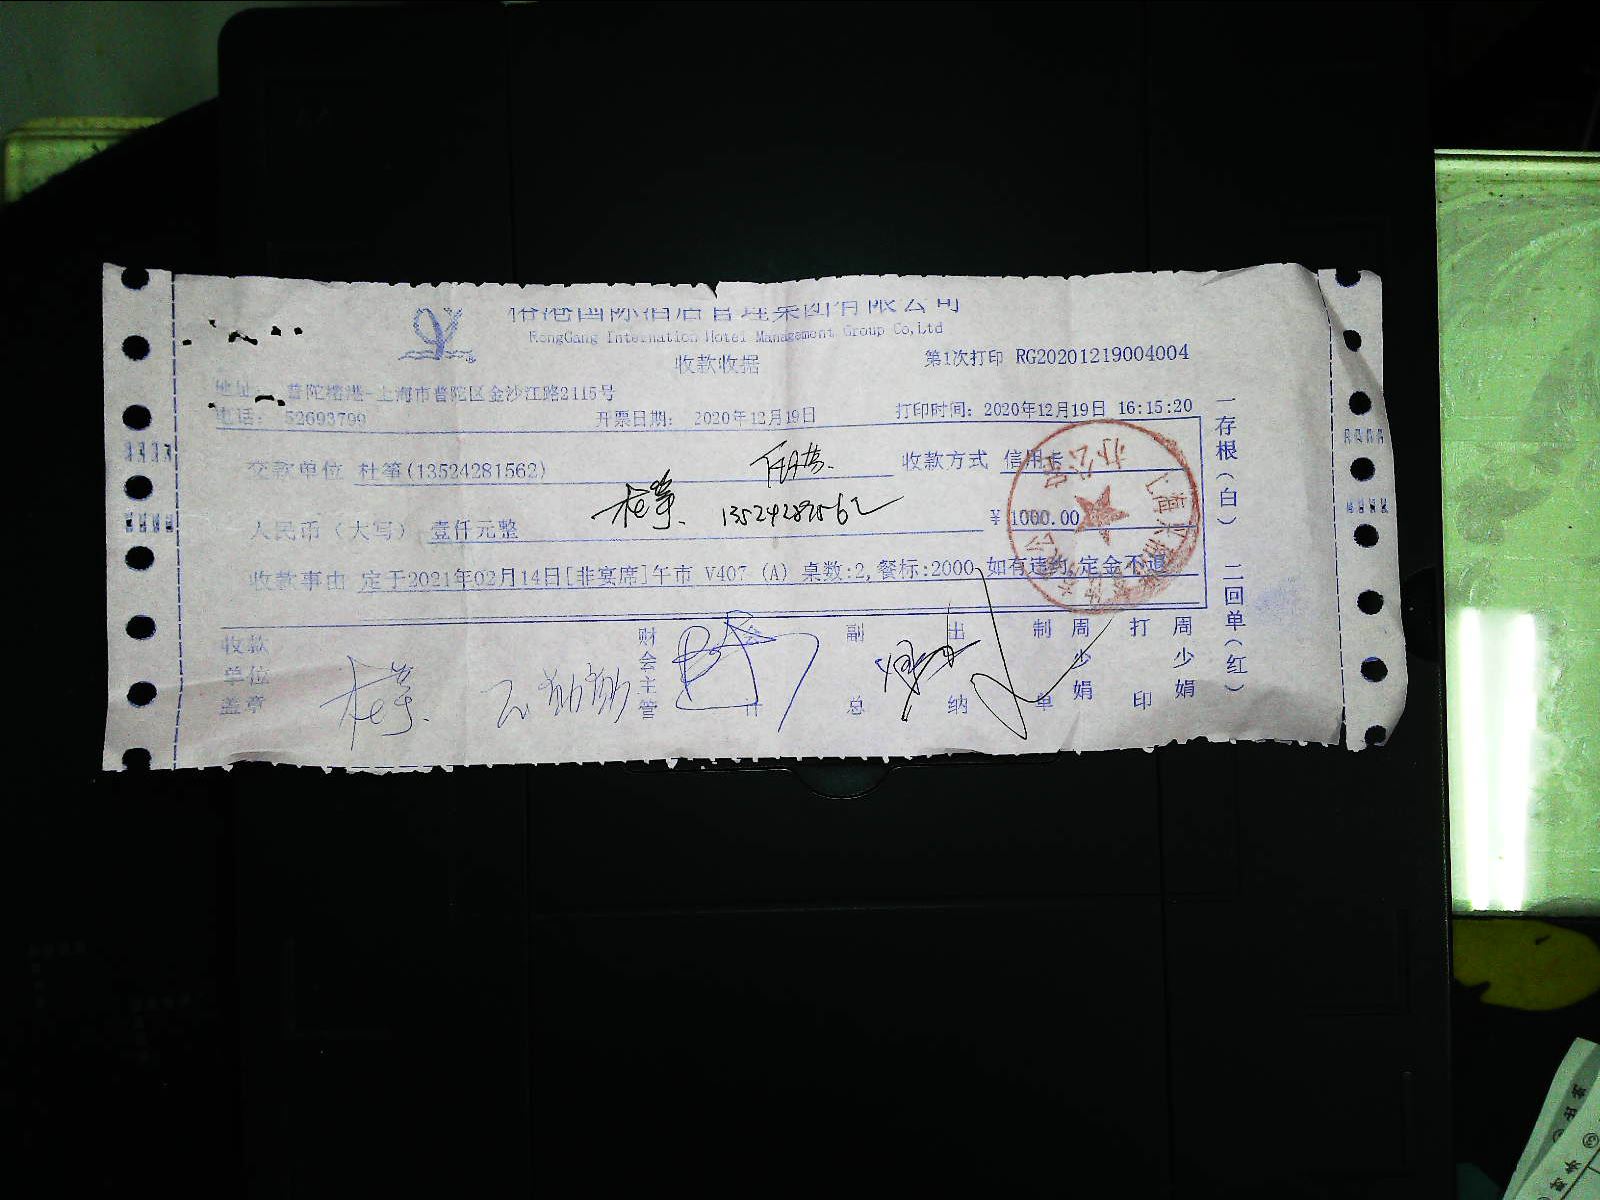 榕港国际酒店管理集团有限公司
RongGang Internation Hotel Management Group Co,Ltd
收款收据
第1次打印 RG20201219004004
地址: 普陀榕港-上海市普陀区金沙江路2115号
电话: 52693799
开票日期: 2020年12月19日
打印时间: 2020年12月19日 16:15:20
交款单位 杜筝(13524281562)
收款方式 信用卡
杜筝. 13524281562
人民币（大写） 壹仟元整
￥1000.00
收款事由 定于2021年02月14日[非宴席]午市 V407 (A) 桌数:2,餐标:2000 如有违约,定金不退
收款单位盖章
杜筝.
财会主管
会计
副总
出纳
制单 周少娟
打印 周少娟
一存根（白） 二回单（红）